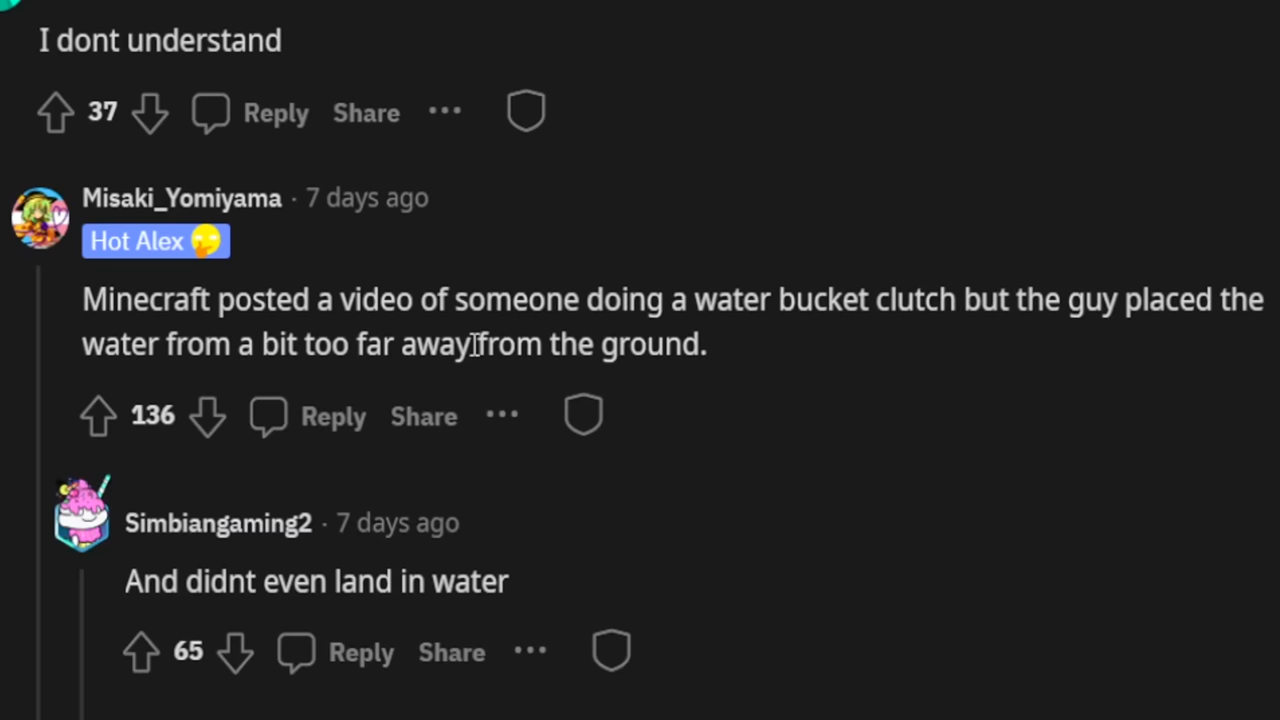 I dont understand
37 Reply Share ···
Misaki_Yomiyama · 7 days ago
Hot Alex 🤔
Minecraft posted a video of someone doing a water bucket clutch but the guy placed the
water from a bit too far away from the ground.
136 Reply Share ···
Simbiangaming2 · 7 days ago
And didnt even land in water
65 Reply Share ···